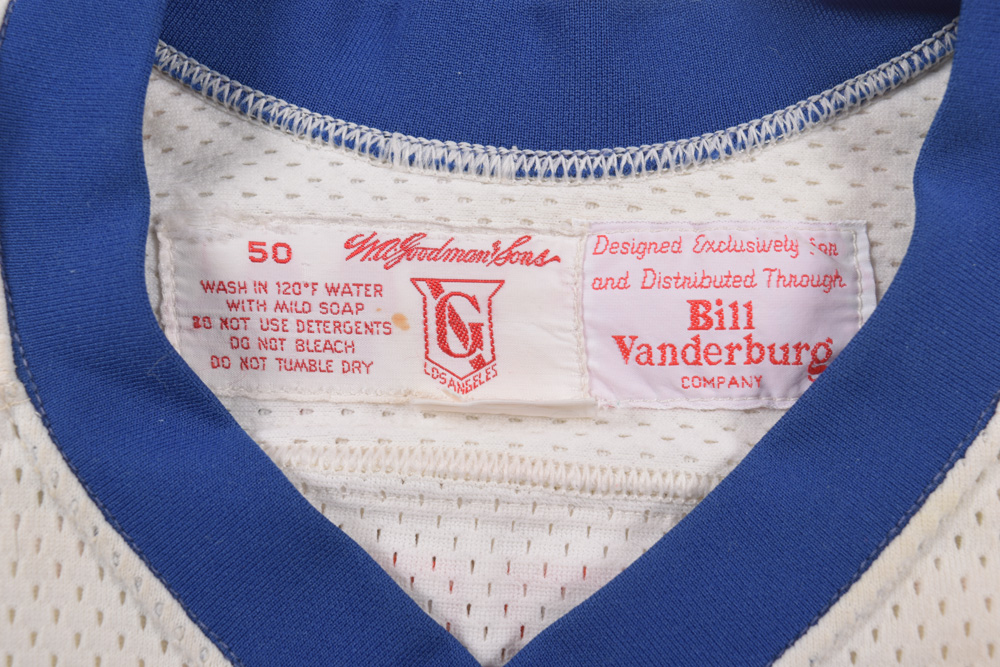 50
W.A. Goodman & Sons
WASH IN 120°F WATER
WITH MILD SOAP
DO NOT USE DETERGENTS
DO NOT BLEACH
DO NOT TUMBLE DRY
G
LOS ANGELES
Designed Exclusively for
and Distributed Through
Bill
Vanderburg
COMPANY